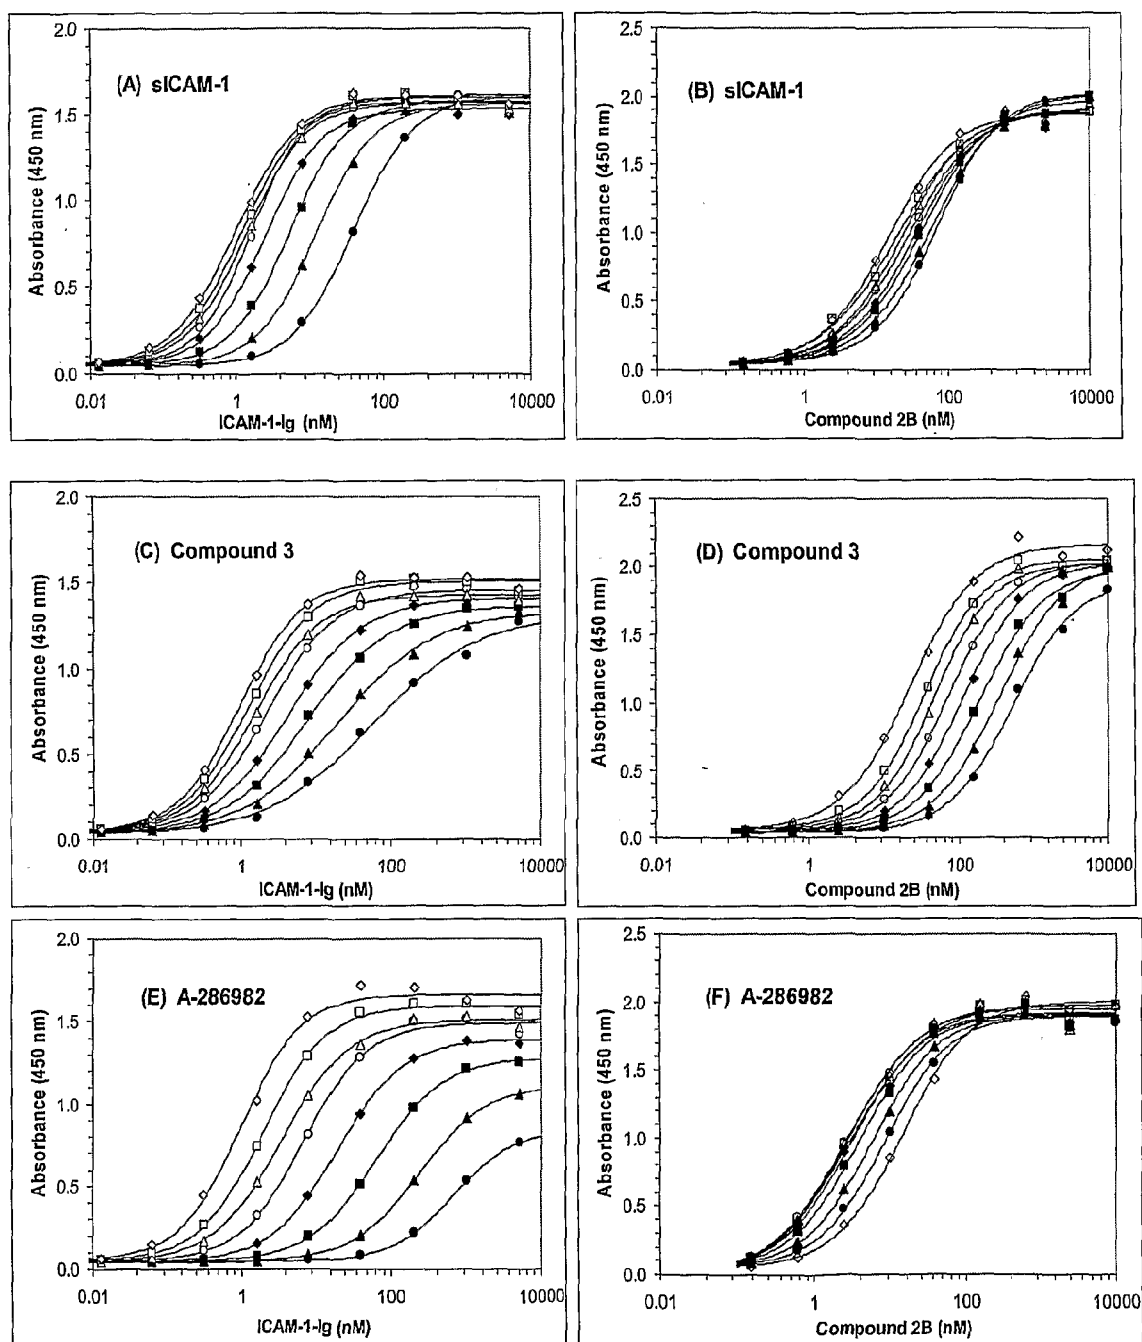 (A) sICAM-1
Absorbance (450 nm)
2.0
1.5
1.0
0.5
0.0
0.01 1 100 10000
ICAM-1-Ig (nM)
(B) sICAM-1
Absorbance (450 nm)
2.5
2.0
1.5
1.0
0.5
0.0
0.01 1 100 10000
Compound 2B (nM)
(C) Compound 3
Absorbance (450 nm)
2.0
1.5
1.0
0.5
0.0
0.01 1 100 10000
ICAM-1-Ig (nM)
(D) Compound 3
Absorbance (450 nm)
2.5
2.0
1.5
1.0
0.5
0.0
0.01 1 100 10000
Compound 2B (nM)
(E) A-286982
Absorbance (450 nm)
2.0
1.5
1.0
0.5
0.0
0.01 1 100 10000
ICAM-1-Ig (nM)
(F) A-286982
Absorbance (450 nm)
2.5
2.0
1.5
1.0
0.5
0.0
0.01 1 100 10000
Compound 2B (nM)